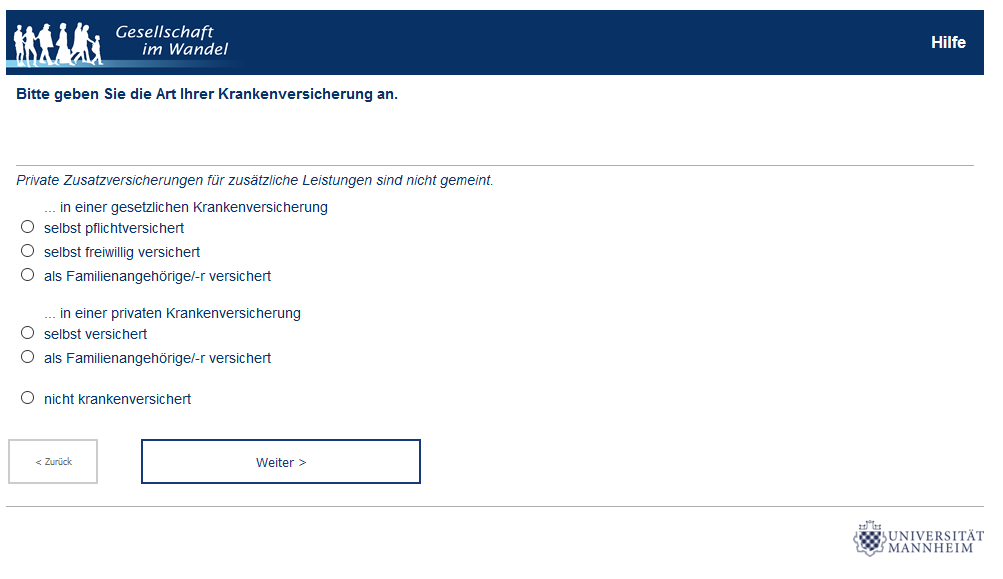 Gesellschaft
im Wandel
Hilfe
Bitte geben Sie die Art Ihrer Krankenversicherung an.
Private Zusatzversicherungen für zusätzliche Leistungen sind nicht gemeint.
... in einer gesetzlichen Krankenversicherung
selbst pflichtversichert
selbst freiwillig versichert
als Familienangehörige/-r versichert
... in einer privaten Krankenversicherung
selbst versichert
als Familienangehörige/-r versichert
nicht krankenversichert
< Zurück
Weiter >
UNIVERSITÄT
MANNHEIM